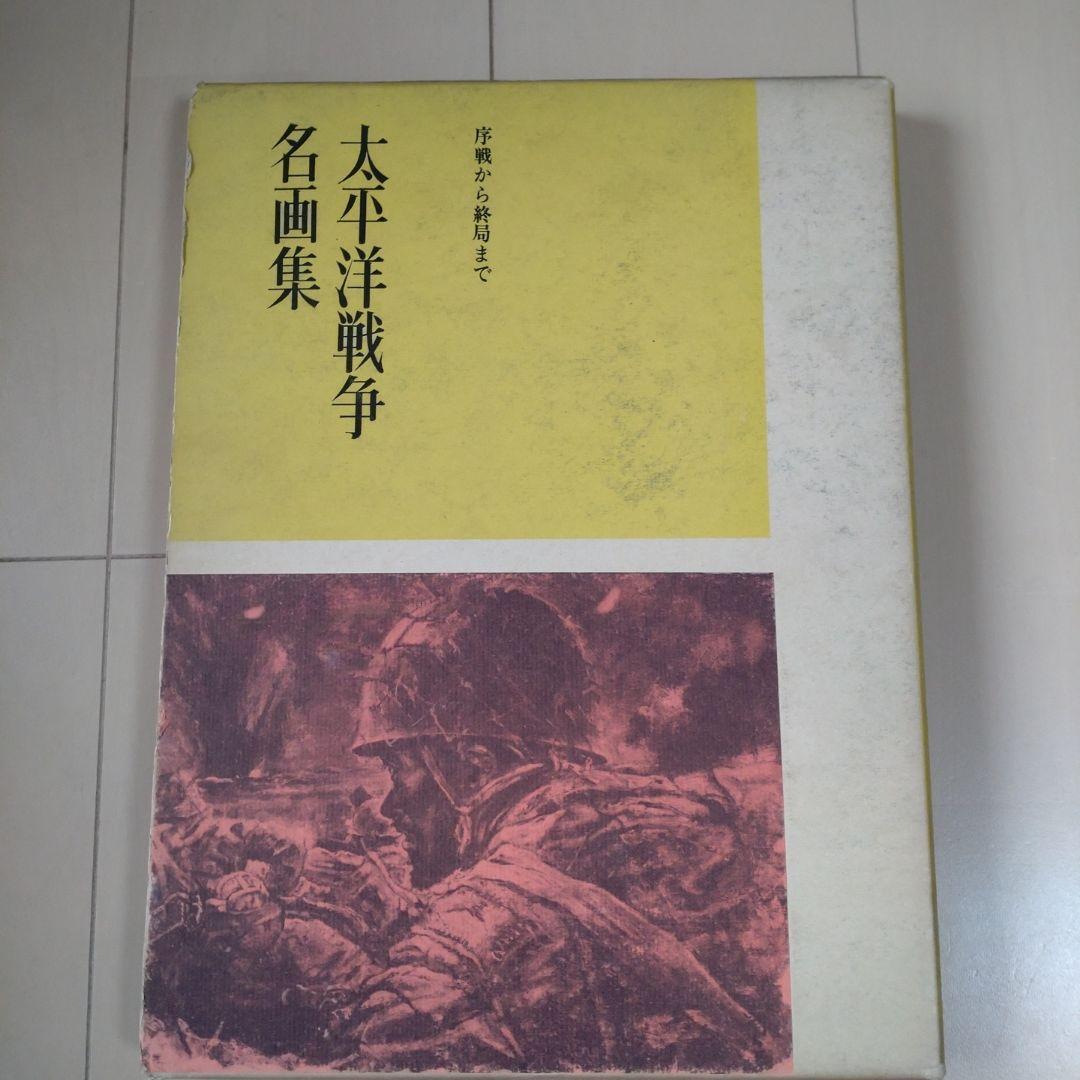 序戦から終局まで
太平洋戦争
名画集